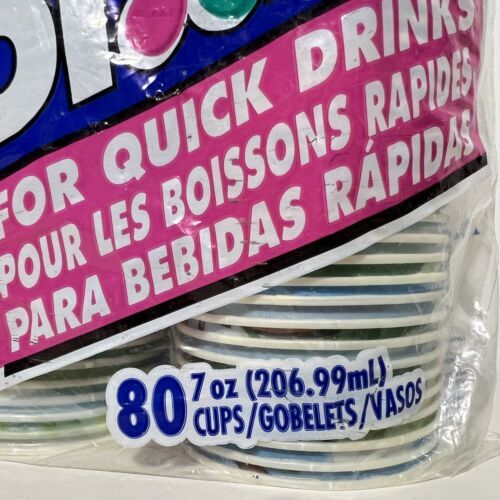 FOR QUICK DRINKS
POUR LES BOISSONS RAPIDES
PARA BEBIDAS RÁPIDAS
80 7 oz (206.99mL)
CUPS/GOBELETS/VASOS